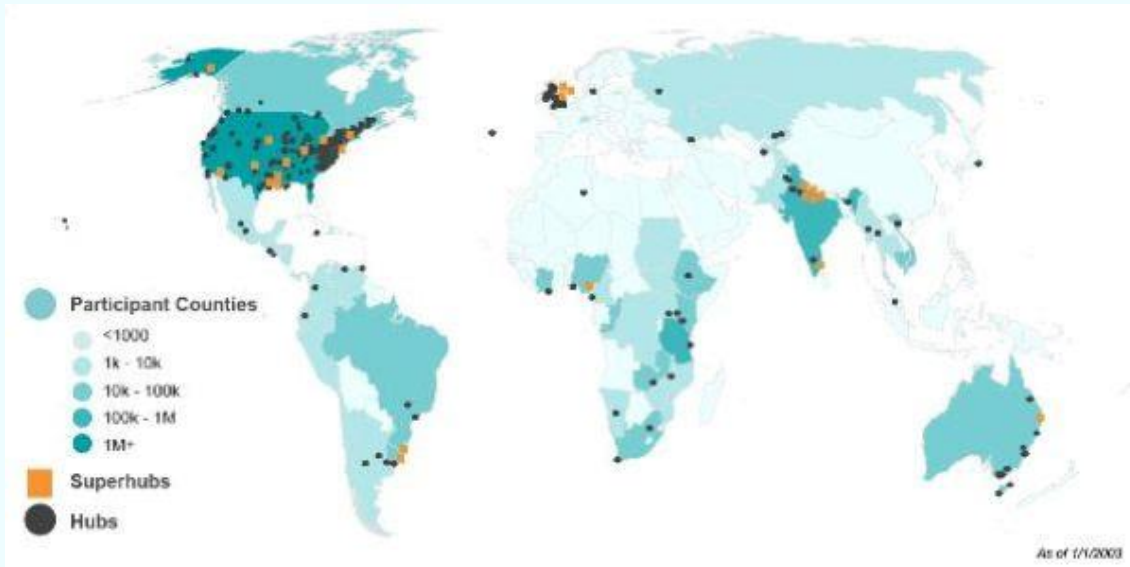 Participant Counties
<1000
1k - 10k
10k - 100k
100k - 1M
1M+
Superhubs
Hubs
As of 1/1/2003